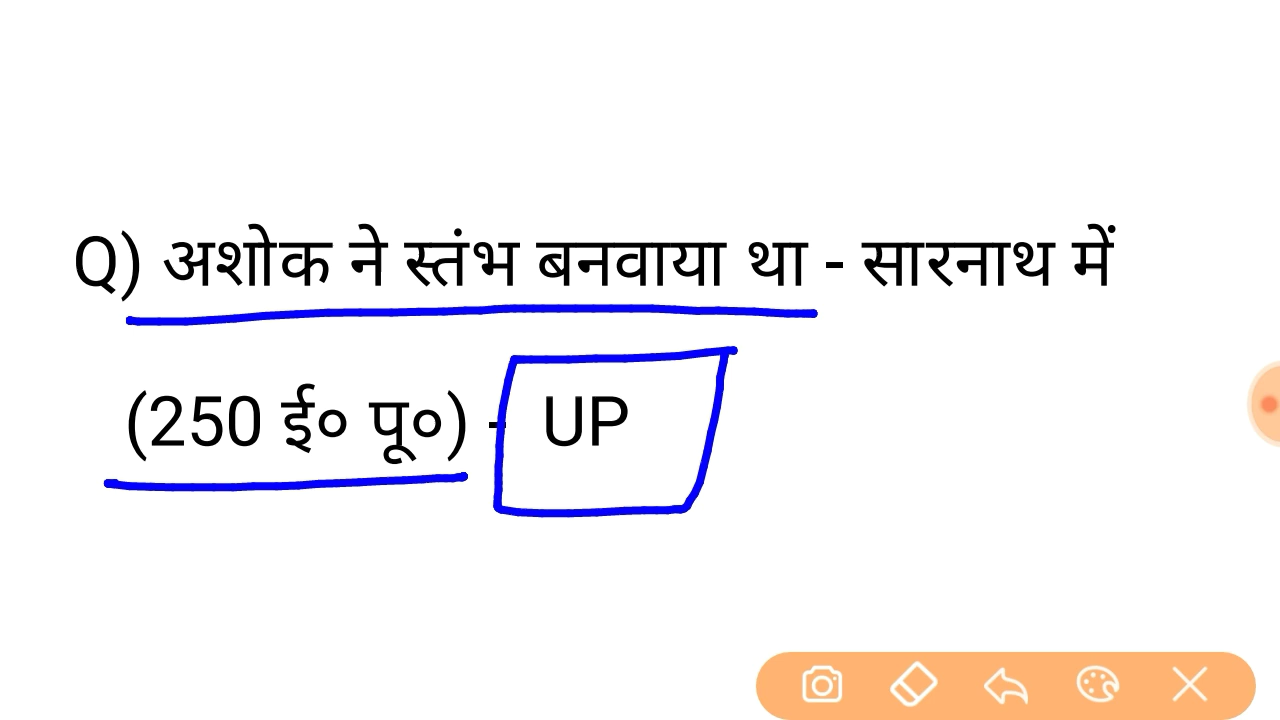 Q) अशोक ने स्तंभ बनवाया था - सारनाथ में
(250 ई० पू०) - UP